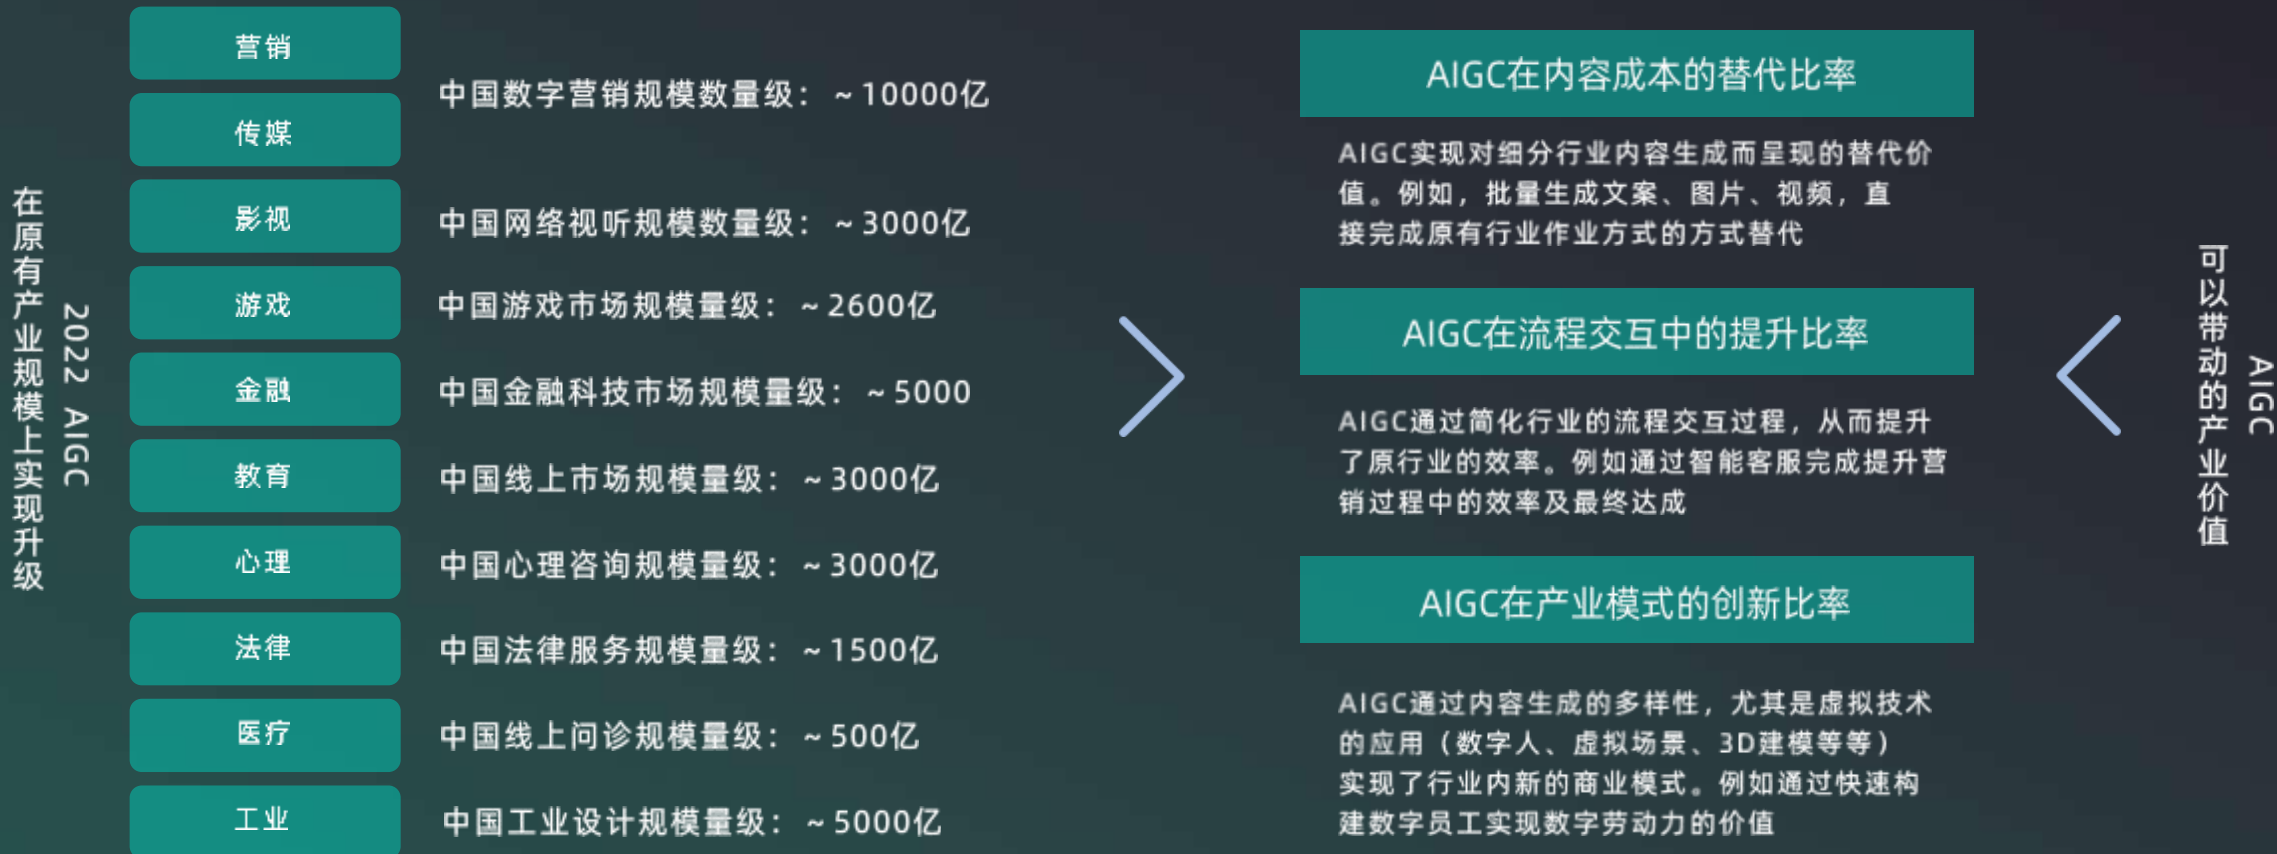 在原有产业规模上实现升级
2022 AIGC
营销
传媒
中国数字营销规模数量级：~10000亿
影视
中国网络视听规模数量级：~3000亿
游戏
中国游戏市场规模量级：~2600亿
金融
中国金融科技市场规模量级：~5000
教育
中国线上市场规模量级：~3000亿
心理
中国心理咨询规模量级：~3000亿
法律
中国法律服务规模量级：~1500亿
医疗
中国线上问诊规模量级：~500亿
工业
中国工业设计规模量级：~5000亿
AIGC在内容成本的替代比率
AIGC实现对细分行业内容生成而呈现的替代价
值。例如，批量生成文案、图片、视频，直
接完成原有行业作业方式的方式替代
AIGC在流程交互中的提升比率
AIGC通过简化行业的流程交互过程，从而提升
了原行业的效率。例如通过智能客服完成提升营
销过程中的效率及最终达成
AIGC在产业模式的创新比率
AIGC通过内容生成的多样性，尤其是虚拟技术
的应用（数字人、虚拟场景、3D建模等等）
实现了行业内新的商业模式。例如通过快速构
建数字员工实现数字劳动力的价值
可以带动的产业价值
AIGC